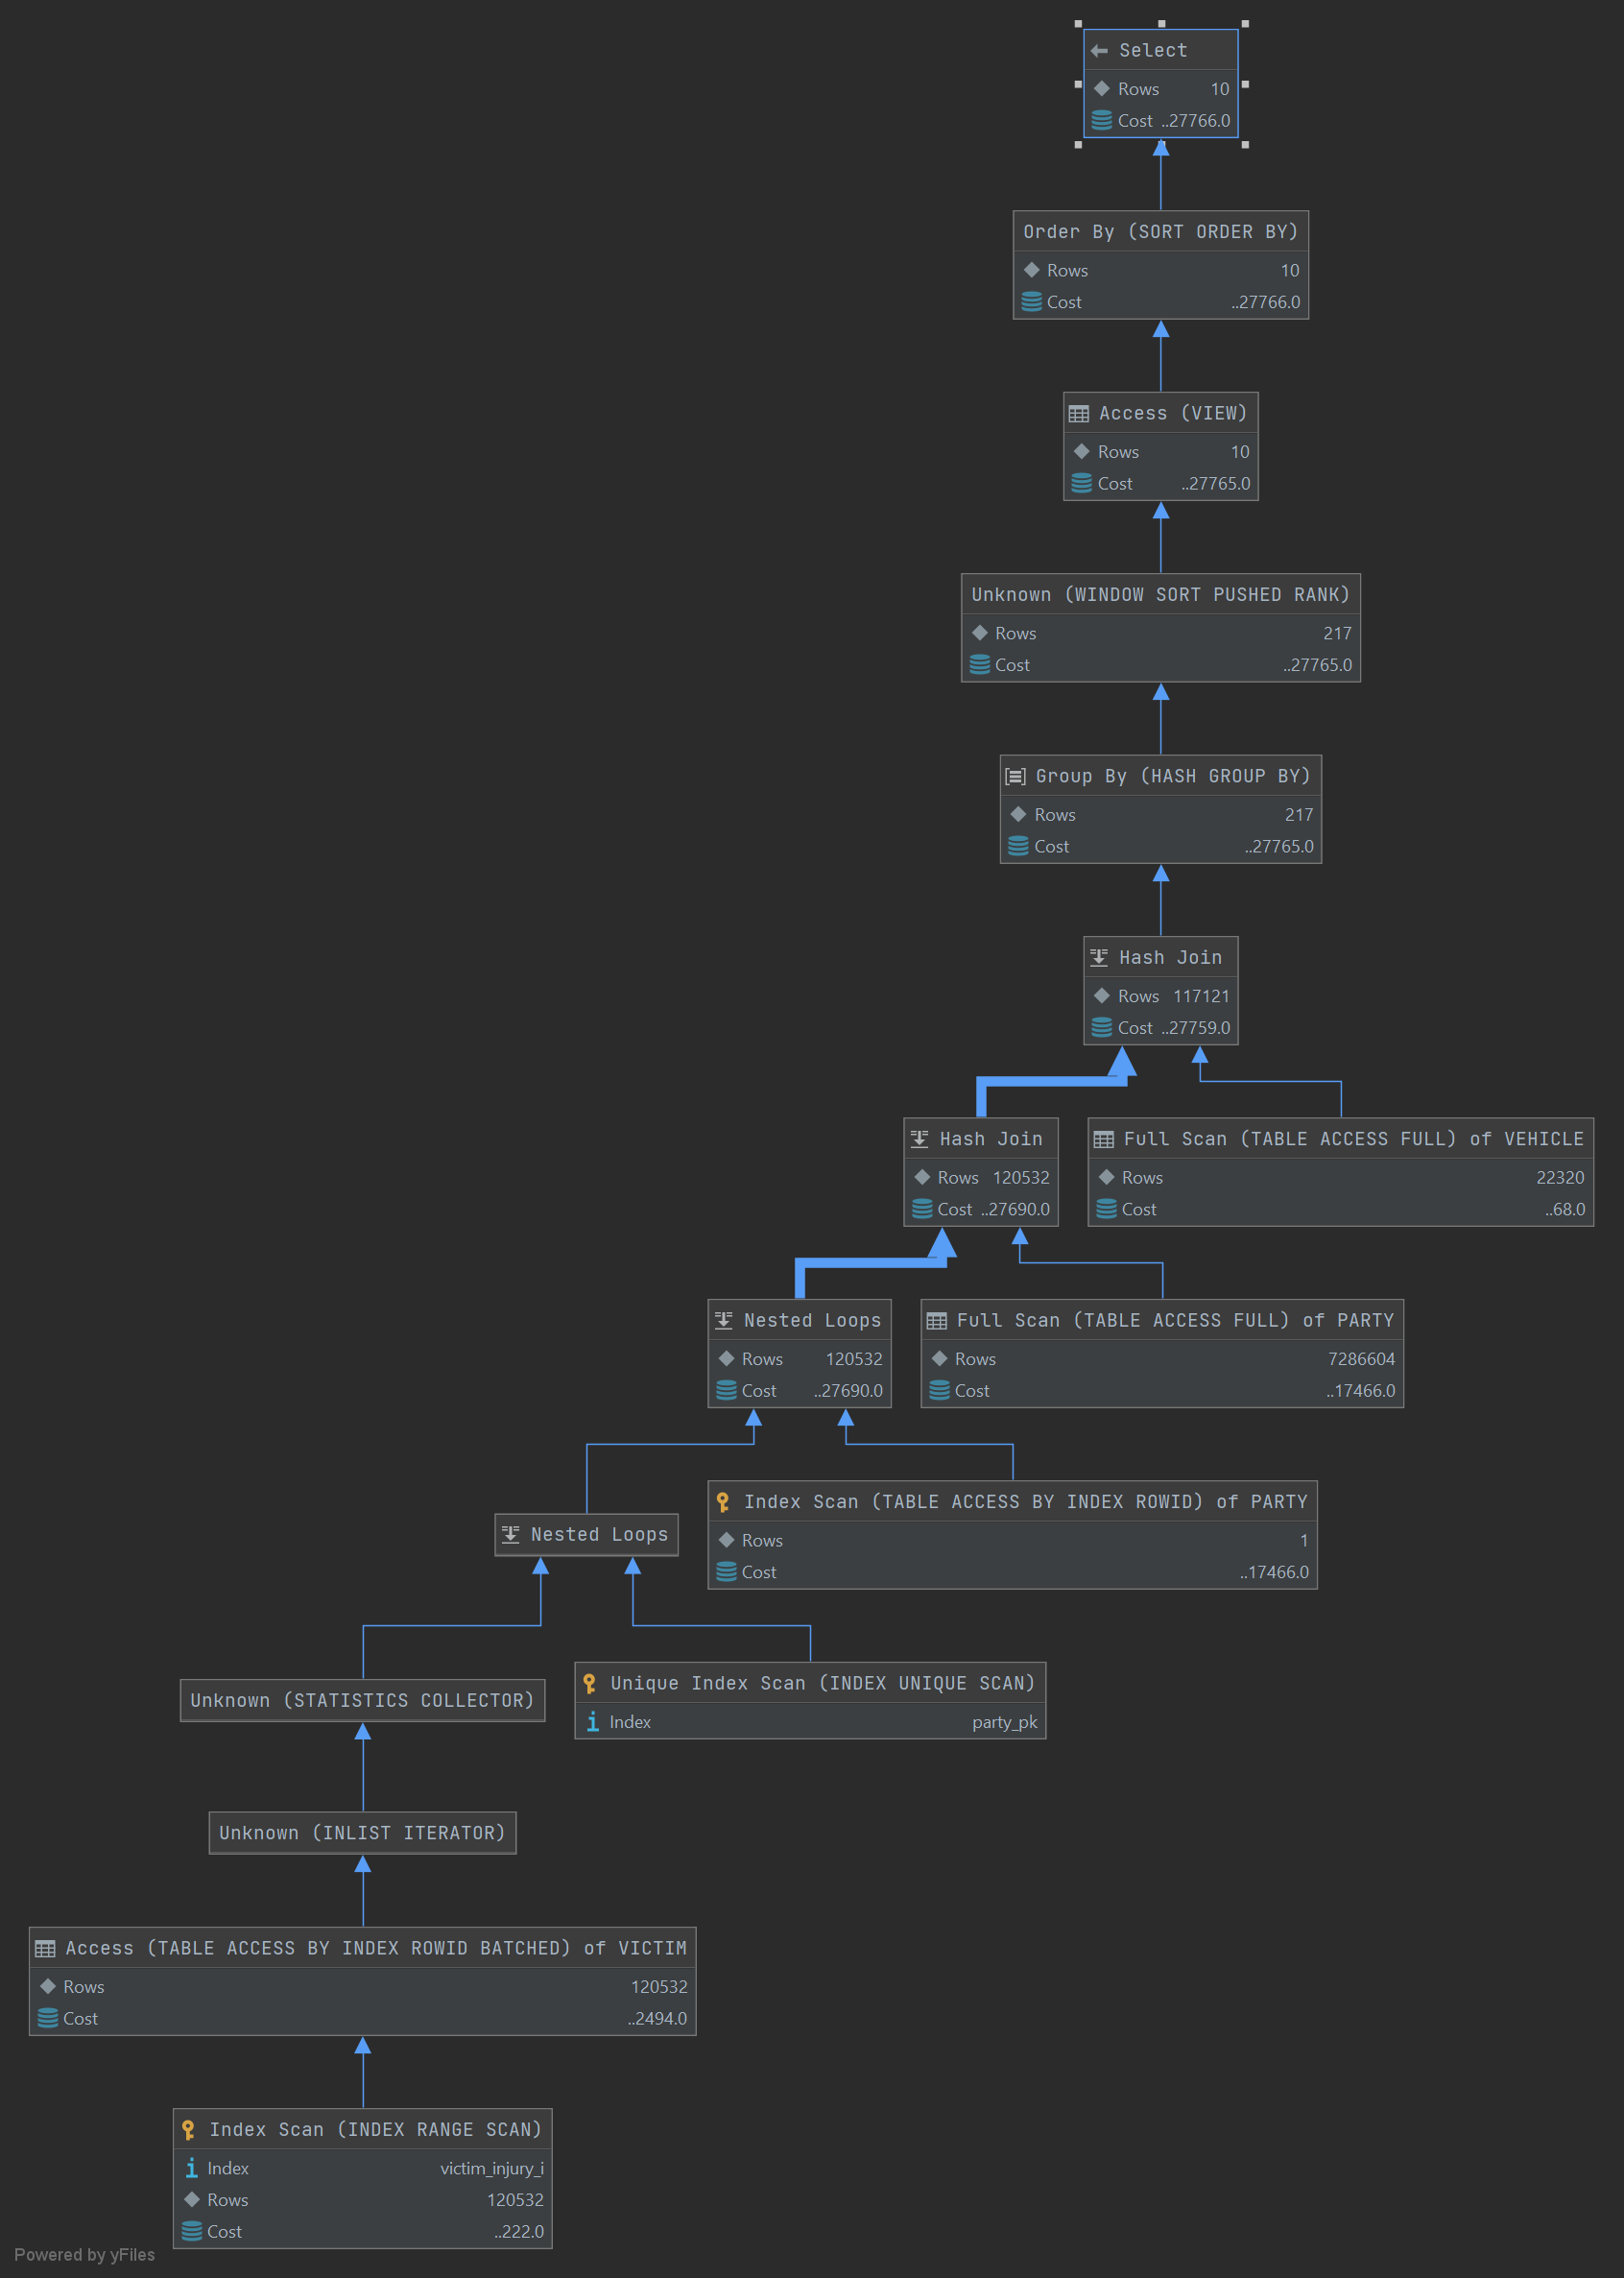 Select
Rows 10
Cost ..27766.0
Order By (SORT ORDER BY)
Rows 10
Cost ..27766.0
Access (VIEW)
Rows 10
Cost ..27765.0
Unknown (WINDOW SORT PUSHED RANK)
Rows 217
Cost ..27765.0
Group By (HASH GROUP BY)
Rows 217
Cost ..27765.0
Hash Join
Rows 117121
Cost ..27759.0
Hash Join
Rows 120532
Cost ..27690.0
Full Scan (TABLE ACCESS FULL) of VEHICLE
Rows 22320
Cost ..68.0
Nested Loops
Rows 120532
Cost ..27690.0
Full Scan (TABLE ACCESS FULL) of PARTY
Rows 7286604
Cost ..17466.0
Nested Loops
Index Scan (TABLE ACCESS BY INDEX ROWID) of PARTY
Rows 1
Cost ..17466.0
Unknown (STATISTICS COLLECTOR)
Unique Index Scan (INDEX UNIQUE SCAN)
Index party_pk
Unknown (INLIST ITERATOR)
Access (TABLE ACCESS BY INDEX ROWID BATCHED) of VICTIM
Rows 120532
Cost ..2494.0
Index Scan (INDEX RANGE SCAN)
Index victim_injury_i
Rows 120532
Cost ..222.0
Powered by yFiles